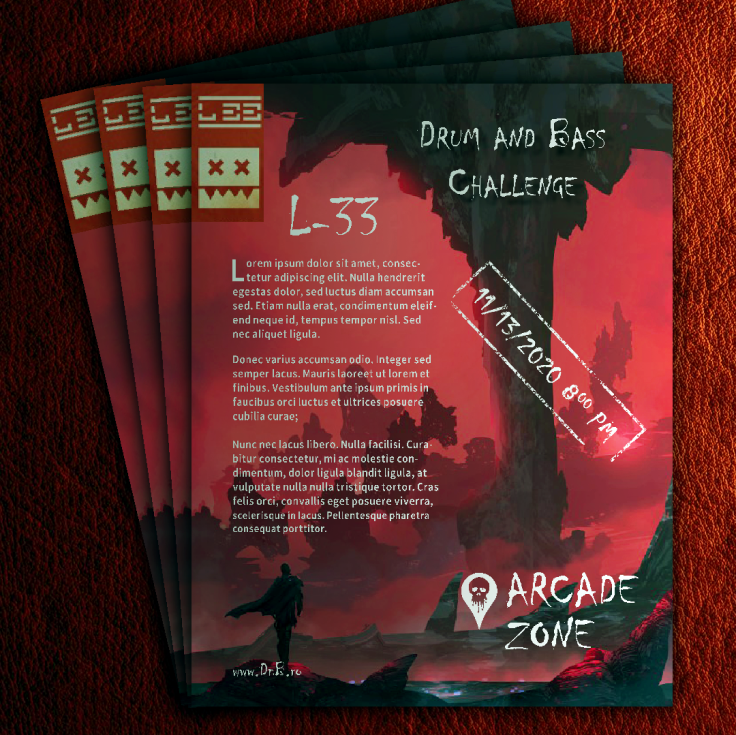 LEE
DRUM AND BASS
CHALLENGE
L-33
Lorem ipsum dolor sit amet, consec-
tetur adipiscing elit. Nulla hendrerit
egestas dolor, sed luctus diam accumsan
sed. Etiam nulla erat, condimentum eleif-
end neque id, tempus tempor nisl. Sed
nec aliquet ligula.
Donec varius accumsan odio. Integer sed
semper lacus. Mauris laoreet ut lorem et
finibus. Vestibulum ante ipsum primis in
faucibus orci luctus et ultrices posuere
cubilia curae;
Nunc nec lacus libero. Nulla facilisi. Cura-
bitur consectetur, mi ac molestie con-
dimentum, dolor ligula blandit ligula, at
vulputate nulla nulla tristique tortor. Cras
felis orci, convallis eget posuere viverra,
scelerisque in lacus. Pellentesque pharetra
consequat porttitor.
11/13/2020 8⁰⁰ PM
ARCADE
ZONE